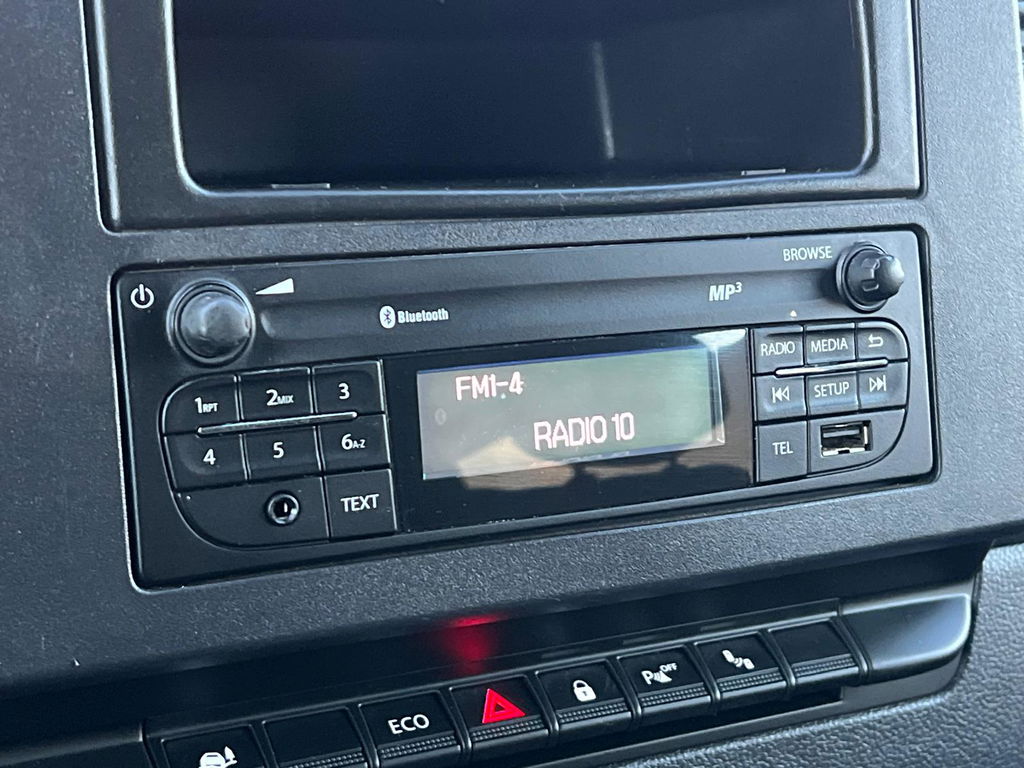 BROWSE
MP3
Bluetooth
RADIO MEDIA
1RPT 2MIX 3
FM1-4
SETUP
4 5 6A-Z
RADIO 10
TEL
TEXT
ECO
P OFF